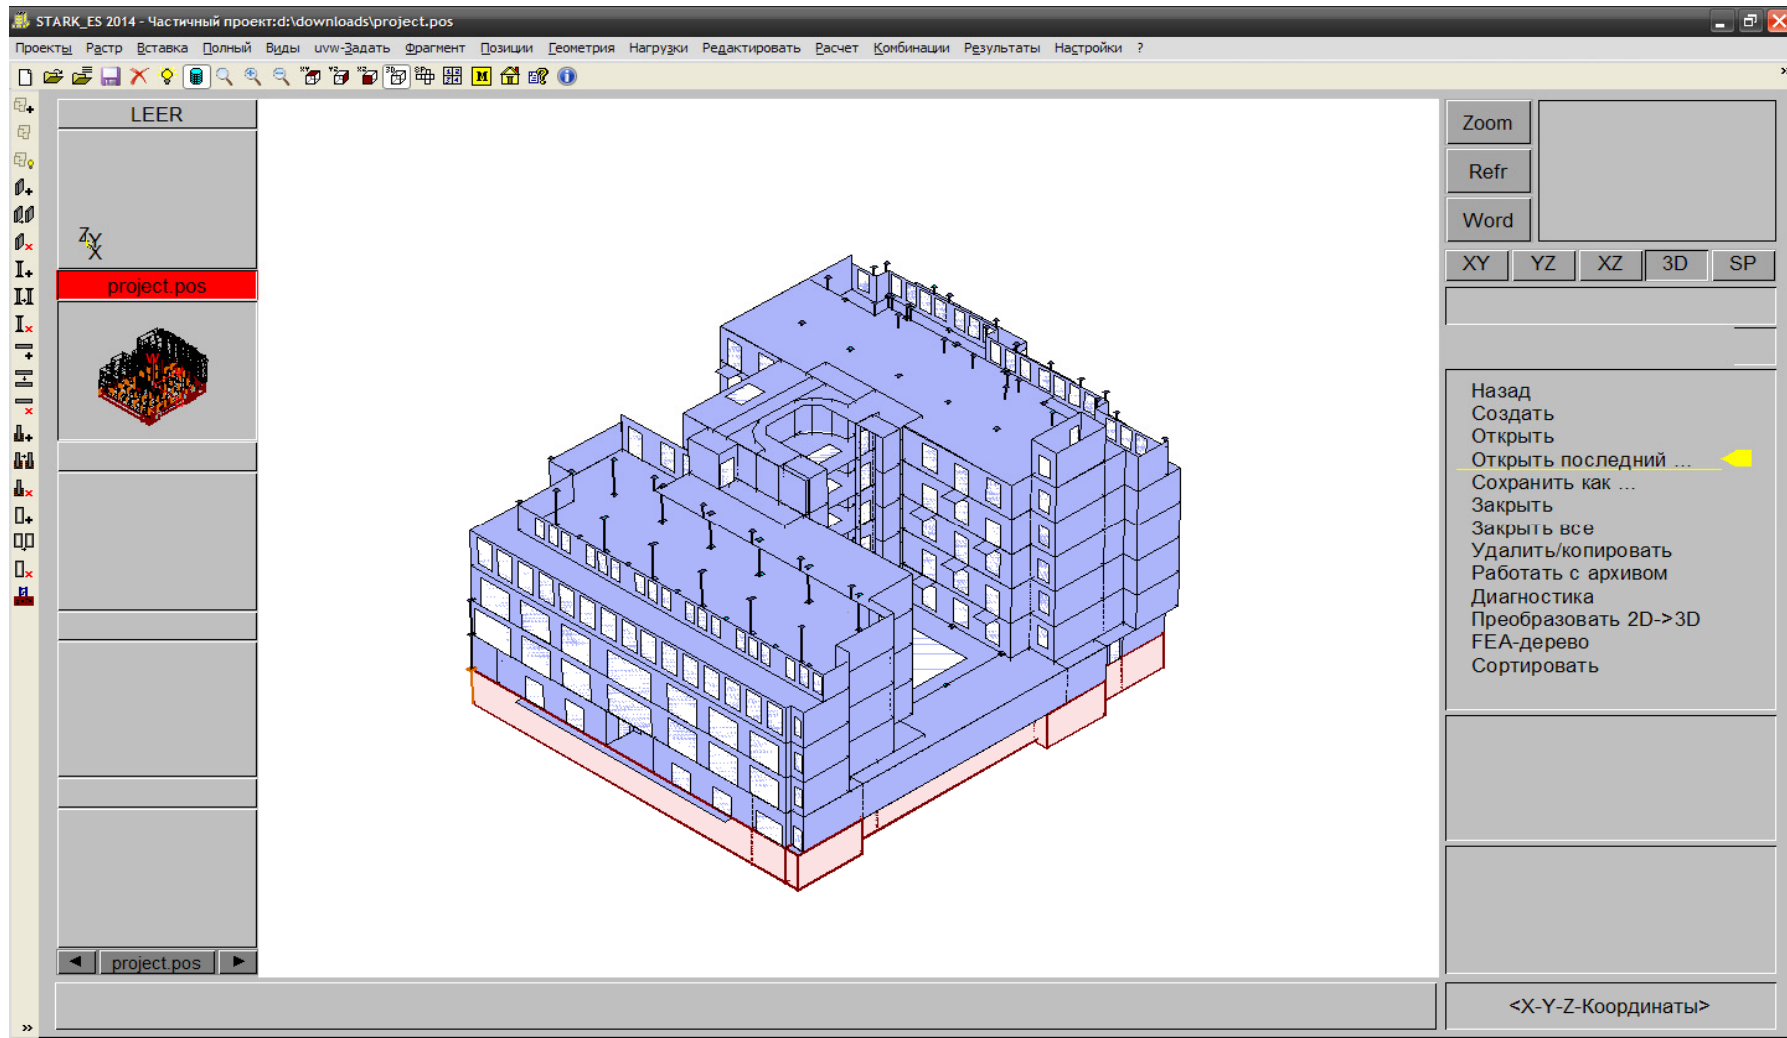 STARK_ES 2014 - Частичный проект:d:\downloads\project.pos
Проекты Растр Вставка Полный Виды uvw-Задать Фрагмент Позиции Геометрия Нагрузки Редактировать Расчет Комбинации Результаты Настройки ?
LEER
Z Y
X
project.pos
W
project.pos
Zoom
Refr
Word
XY YZ XZ 3D SP
Назад
Создать
Открыть
Открыть последний ...
Сохранить как ...
Закрыть
Закрыть все
Удалить/копировать
Работать с архивом
Диагностика
Преобразовать 2D->3D
FEA-дерево
Сортировать
<X-Y-Z-Координаты>